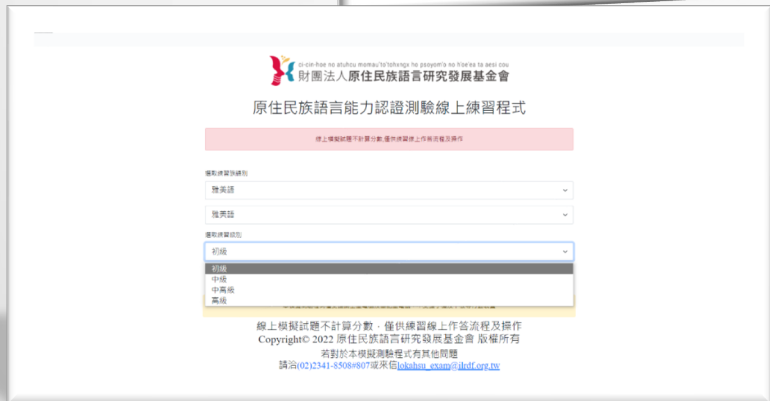 財團法人原住民族語言研究發展基金會
原住民族語言能力認證測驗線上練習程式
線上模擬試題不計算分數,僅供練習線上作答流程及操作
選取練習族語別
雅美語
雅美語
選取練習級別
初級
初級
中級
中高級
高級
線上模擬試題不計算分數，僅供練習線上作答流程及操作
Copyright© 2022 原住民族語言研究發展基金會 版權所有
若對於本模擬測驗程式有其他問題
請洽(02)2341-8508#807或來信lokahsu_exam@ilrdf.org.tw